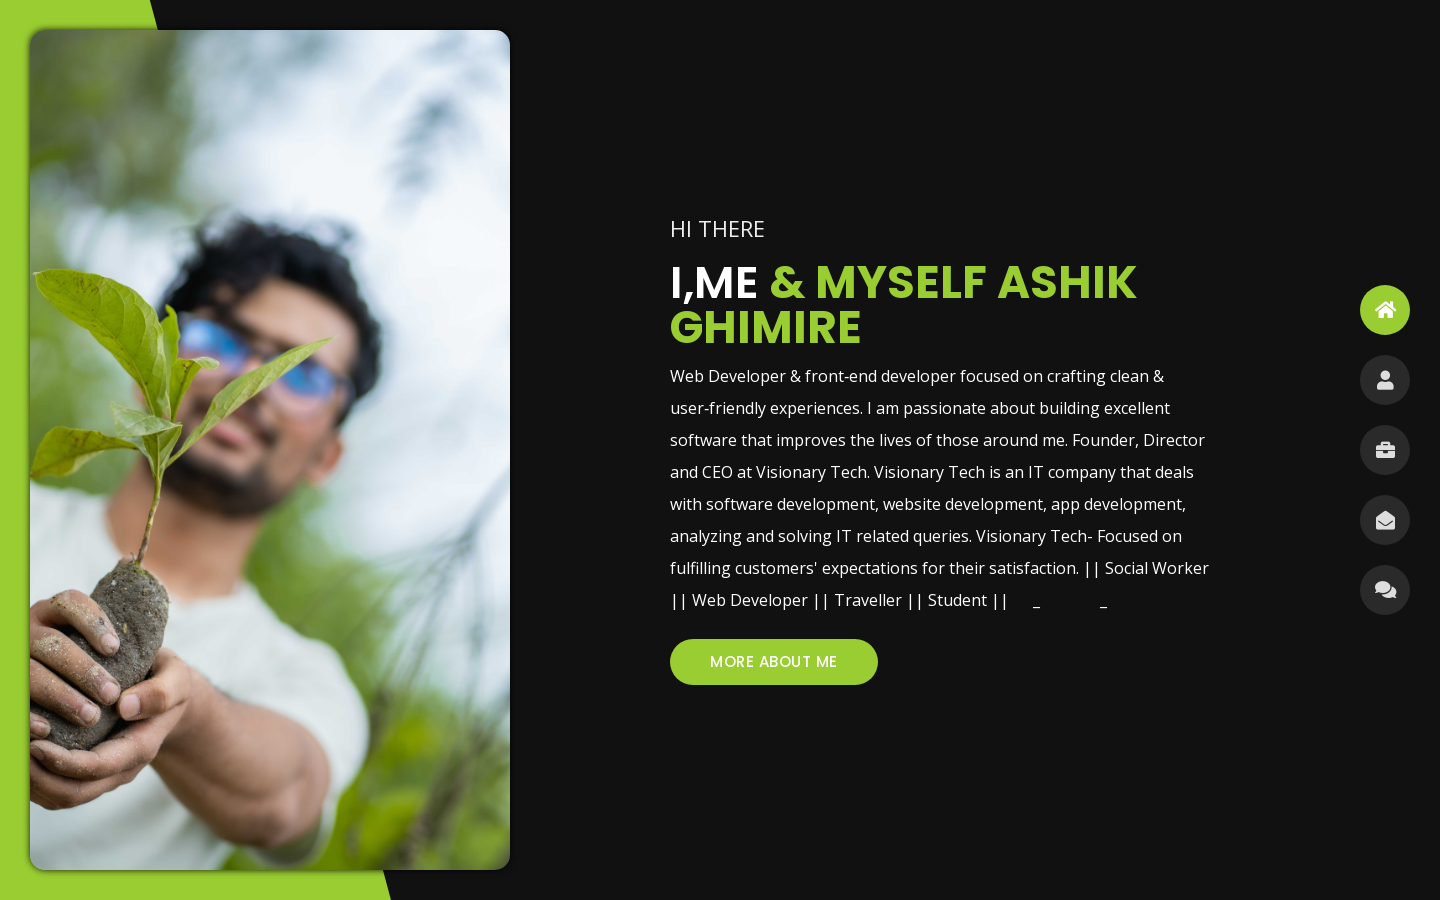 HI THERE
I,ME & MYSELF ASHIK
GHIMIRE
Web Developer & front-end developer focused on crafting clean &
user-friendly experiences. I am passionate about building excellent
software that improves the lives of those around me. Founder, Director
and CEO at Visionary Tech. Visionary Tech is an IT company that deals
with software development, website development, app development,
analyzing and solving IT related queries. Visionary Tech- Focused on
fulfilling customers' expectations for their satisfaction. || Social Worker
|| Web Developer || Traveller || Student || _ _
MORE ABOUT ME